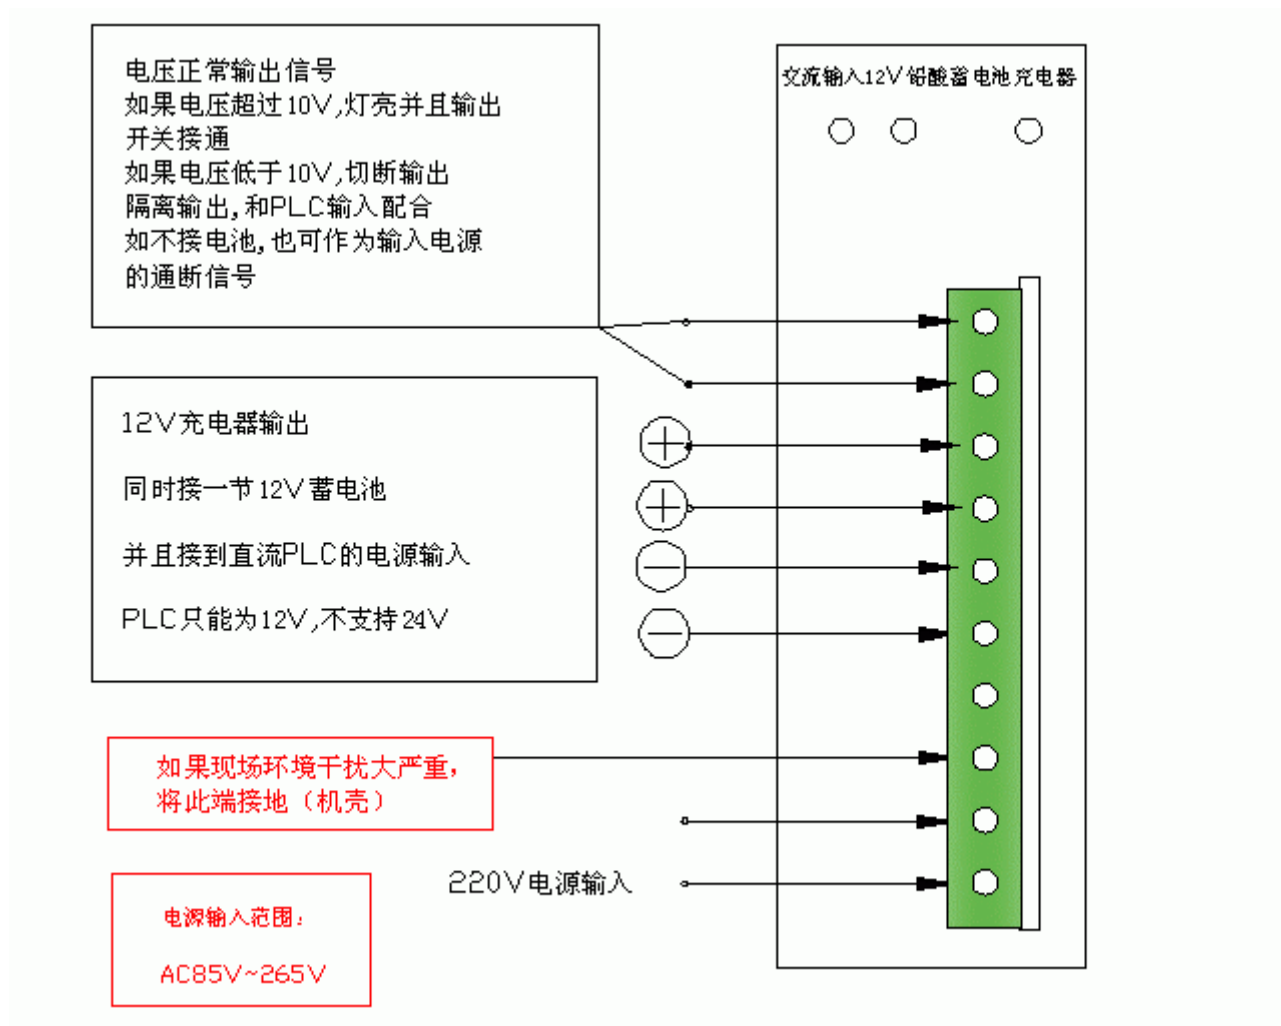 电压正常输出信号
如果电压超过10V,灯亮并且输出
开关接通
如果电压低于10V,切断输出
隔离输出,和PLC输入配合
如不接电池,也可作为输入电源
的通断信号
交流输入12V铅酸蓄电池充电器
12V充电器输出
同时接一节12V蓄电池
并且接到直流PLC的电源输入
PLC只能为12V,不支持24V
如果现场环境干扰大严重,
将此端接地（机壳）
220V电源输入
电源输入范围:
AC85V~265V